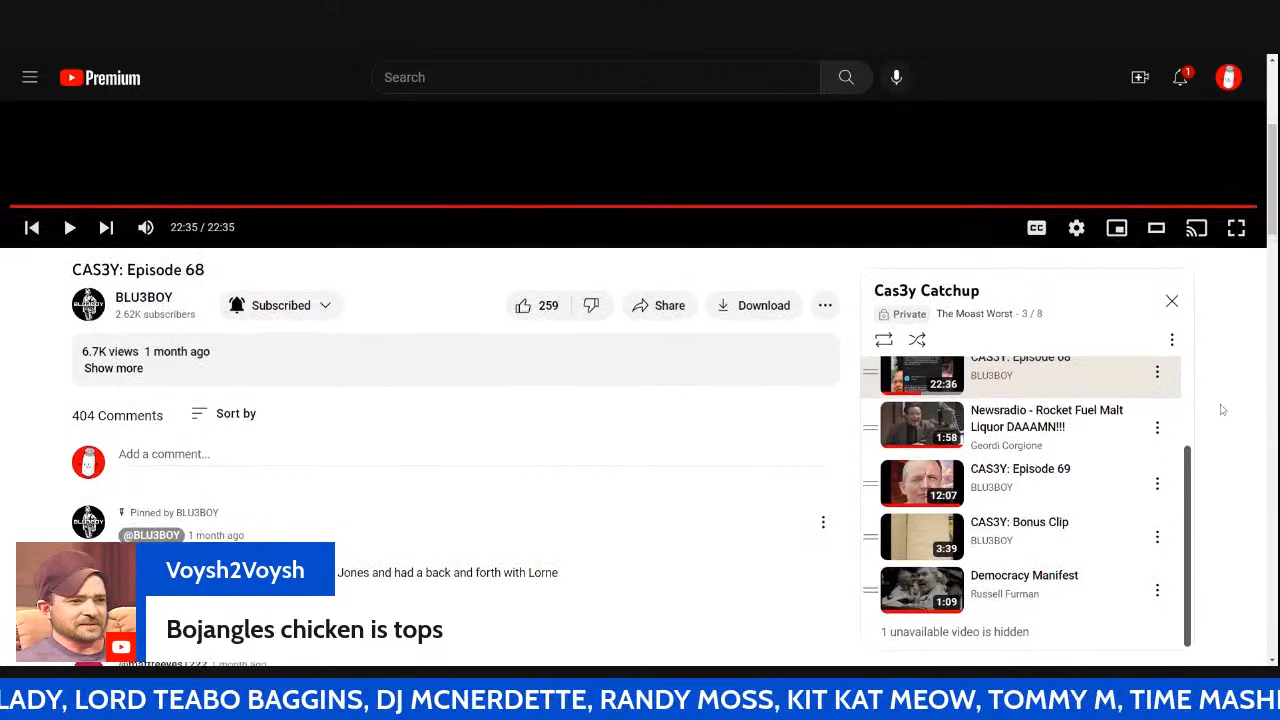 Premium
Search
1
22:35 / 22:35
CC
CAS3Y: Episode 68
BLU3BOY
2.62K subscribers
Subscribed
259
Share
Download
6.7K views 1 month ago
Show more
404 Comments
Sort by
Add a comment...
Pinned by BLU3BOY
@BLU3BOY 1 month ago
Jones and had a back and forth with Lorne
Cas3y Catchup
Private The Moast Worst - 3 / 8
CAS3Y: Episode 68
BLU3BOY
22:36
Newsradio - Rocket Fuel Malt
Liquor DAAAMN!!!
Geordi Corgione
1:58
CAS3Y: Episode 69
BLU3BOY
12:07
CAS3Y: Bonus Clip
BLU3BOY
3:39
Democracy Manifest
Russell Furman
1:09
1 unavailable video is hidden
Voysh2Voysh
Bojangles chicken is tops
1 month ago
LADY, LORD TEABO BAGGINS, DJ MCNERDETTE, RANDY MOSS, KIT KAT MEOW, TOMMY M, TIME MASH